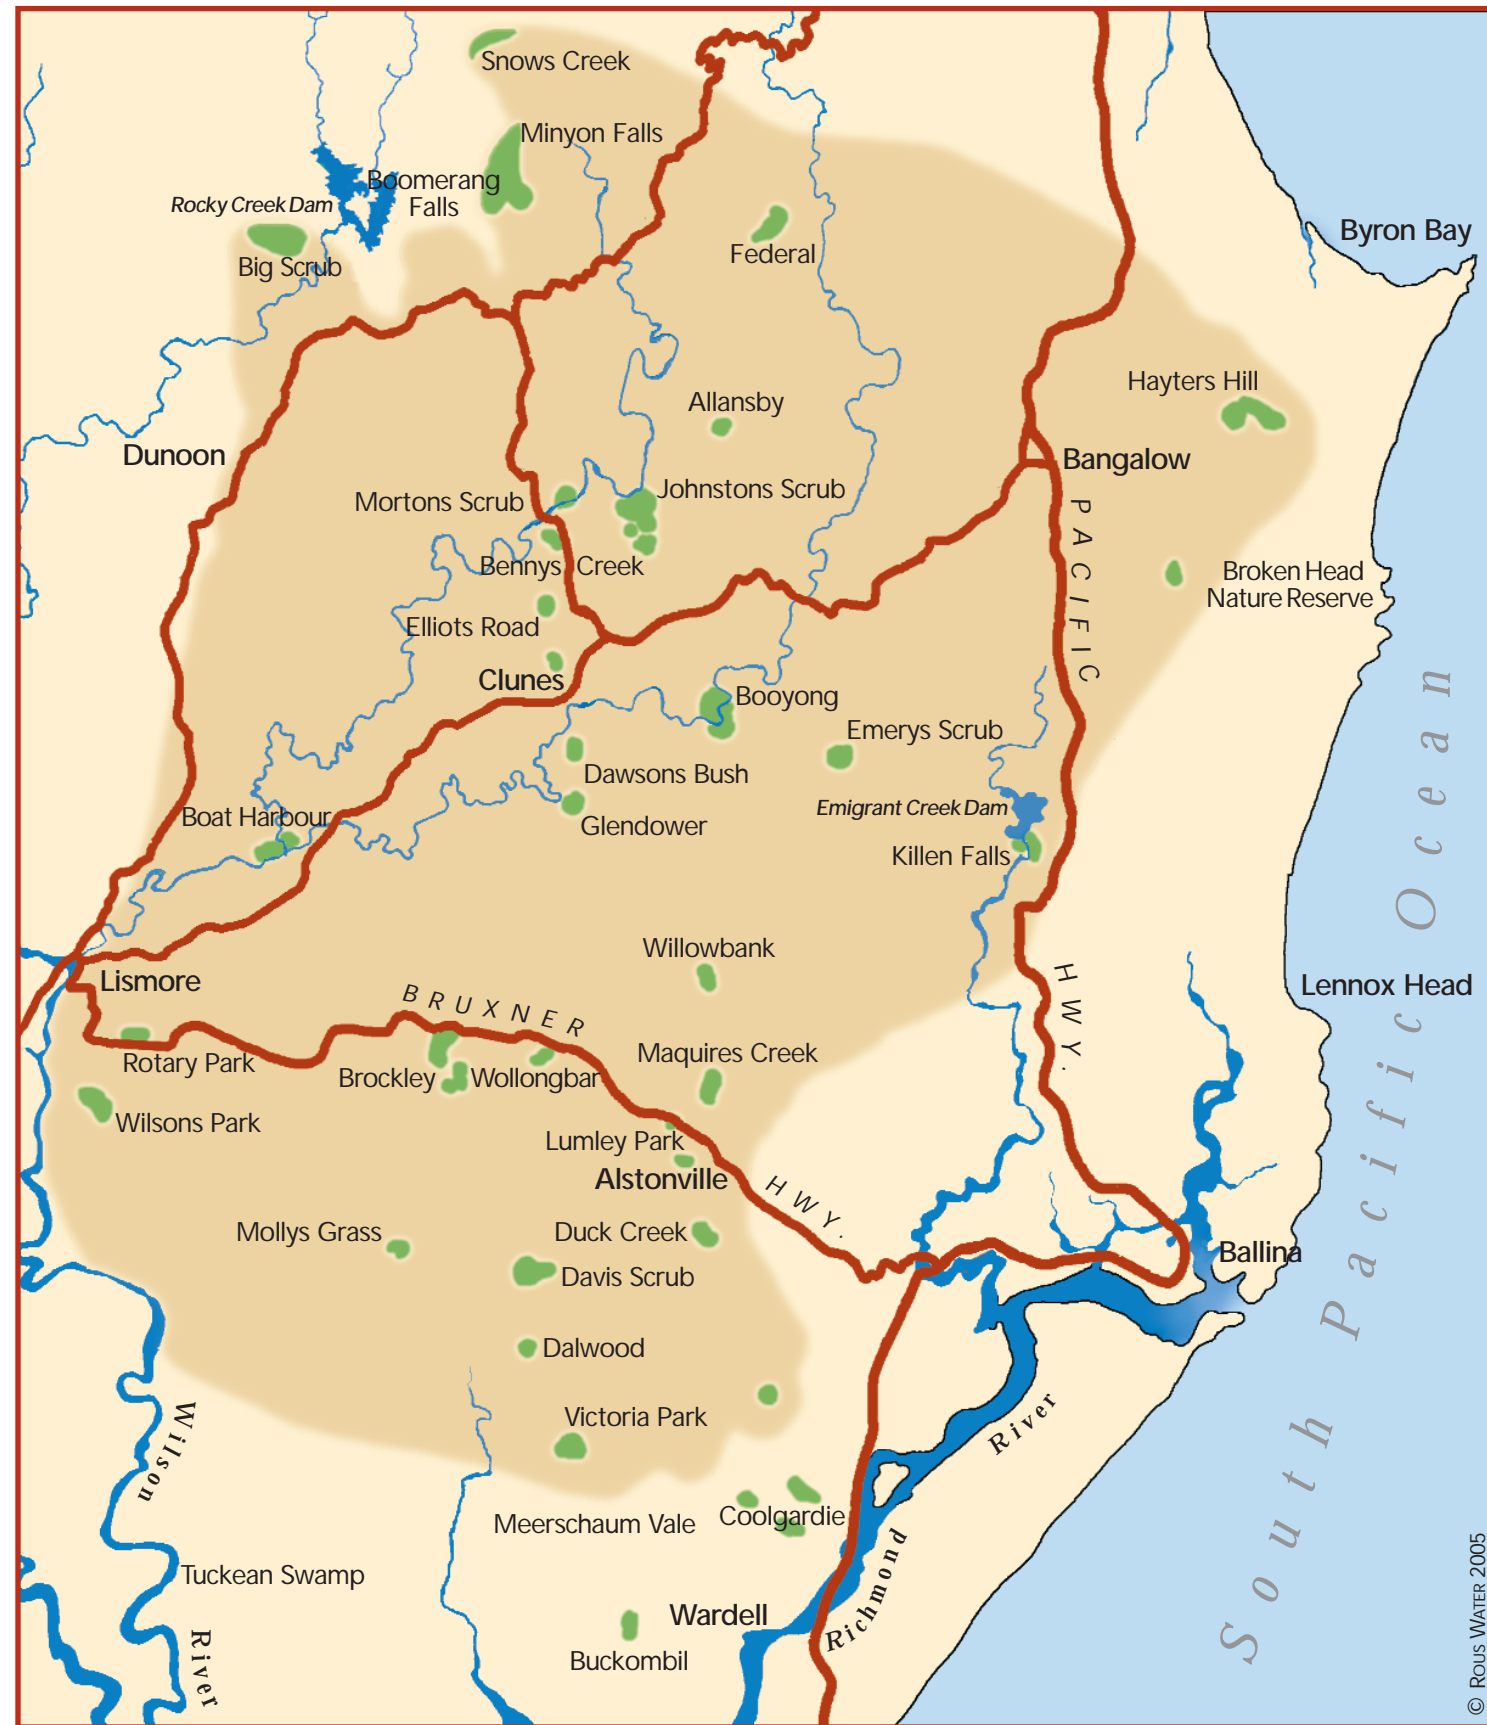 Snows Creek
Minyon Falls
Boomerang
Falls
Rocky Creek Dam
Big Scrub
Federal
Byron Bay
Hayters Hill
Allansby
Dunoon
Bangalow
Mortons Scrub
Johnstons Scrub
PACIFIC
Bennys Creek
Broken Head
Nature Reserve
Elliots Road
Clunes
Booyong
Emerys Scrub
Dawsons Bush
Emigrant Creek Dam
Boat Harbour
Glendower
Killen Falls
Willowbank
Lismore
HWY.
Lennox Head
BRUXNER
Rotary Park
Brockley
Wollongbar
Maquires Creek
Wilsons Park
Lumley Park
Alstonville
HWY.
Mollys Grass
Duck Creek
Ballina
Davis Scrub
Dalwood
South Pacific Ocean
Victoria Park
Wilson
River
Richmond
River
Meerschaum Vale
Coolgardie
Tuckean Swamp
Wardell
Buckombil
© ROUS WATER 2005